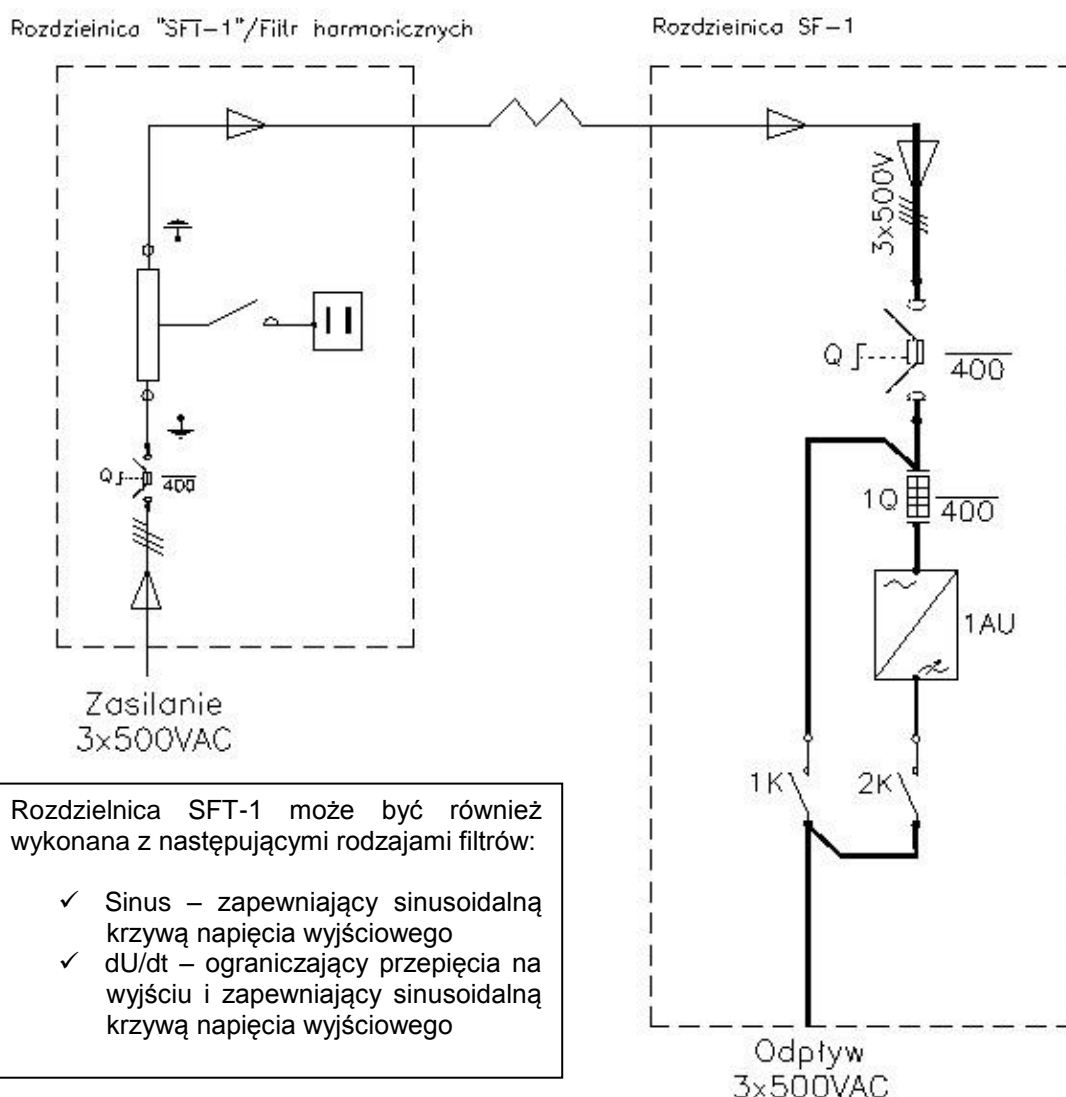 Rozdzielnica "SFT-1"/Filtr harmonicznych
Rozdzielnica SF-1
3x500V
Q
400
Q
400
1Q
400
1AU
1K
2K
Zasilanie
3x500VAC
Rozdzielnica SFT-1 może być również
wykonana z następującymi rodzajami filtrów:
✓ Sinus – zapewniający sinusoidalną
krzywą napięcia wyjściowego
✓ dU/dt – ograniczający przepięcia na
wyjściu i zapewniający sinusoidalną
krzywą napięcia wyjściowego
Odpływ
3x500VAC